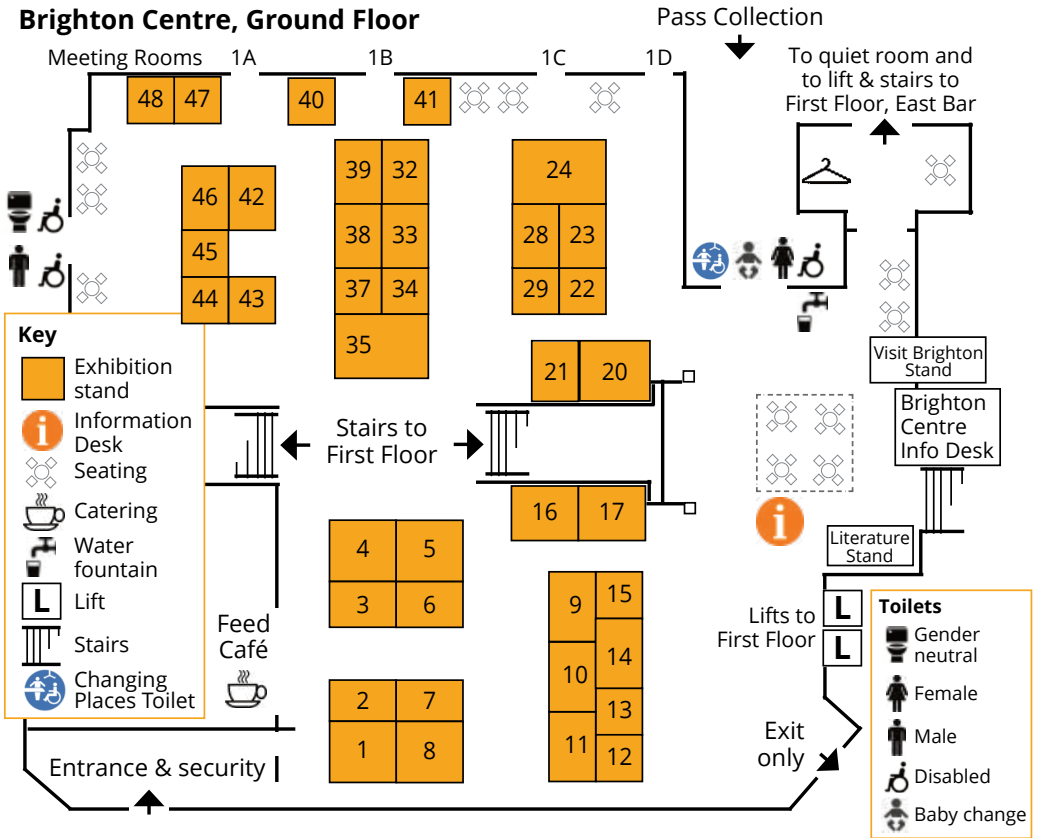 Brighton Centre, Ground Floor
Pass Collection
Meeting Rooms 1A 1B 1C 1D
To quiet room and
to lift & stairs to
First Floor, East Bar
48 47 40 41
39 32 24
46 42
38 33 28 23
45
37 34 29 22
44 43
35
21 20
Visit Brighton
Stand
Brighton
Centre
Info Desk
Stairs to
First Floor
16 17
i
Literature
Stand
4 5
3 6
9 15
14
10
13
11
12
2 7
1 8
Feed
Café
Lifts to
First Floor
L
L
Exit
only
Entrance & security
Key
Exhibition
stand
i
Information
Desk
Seating
Catering
Water
fountain
L
Lift
Stairs
Changing
Places Toilet
Toilets
Gender
neutral
Female
Male
Disabled
Baby change